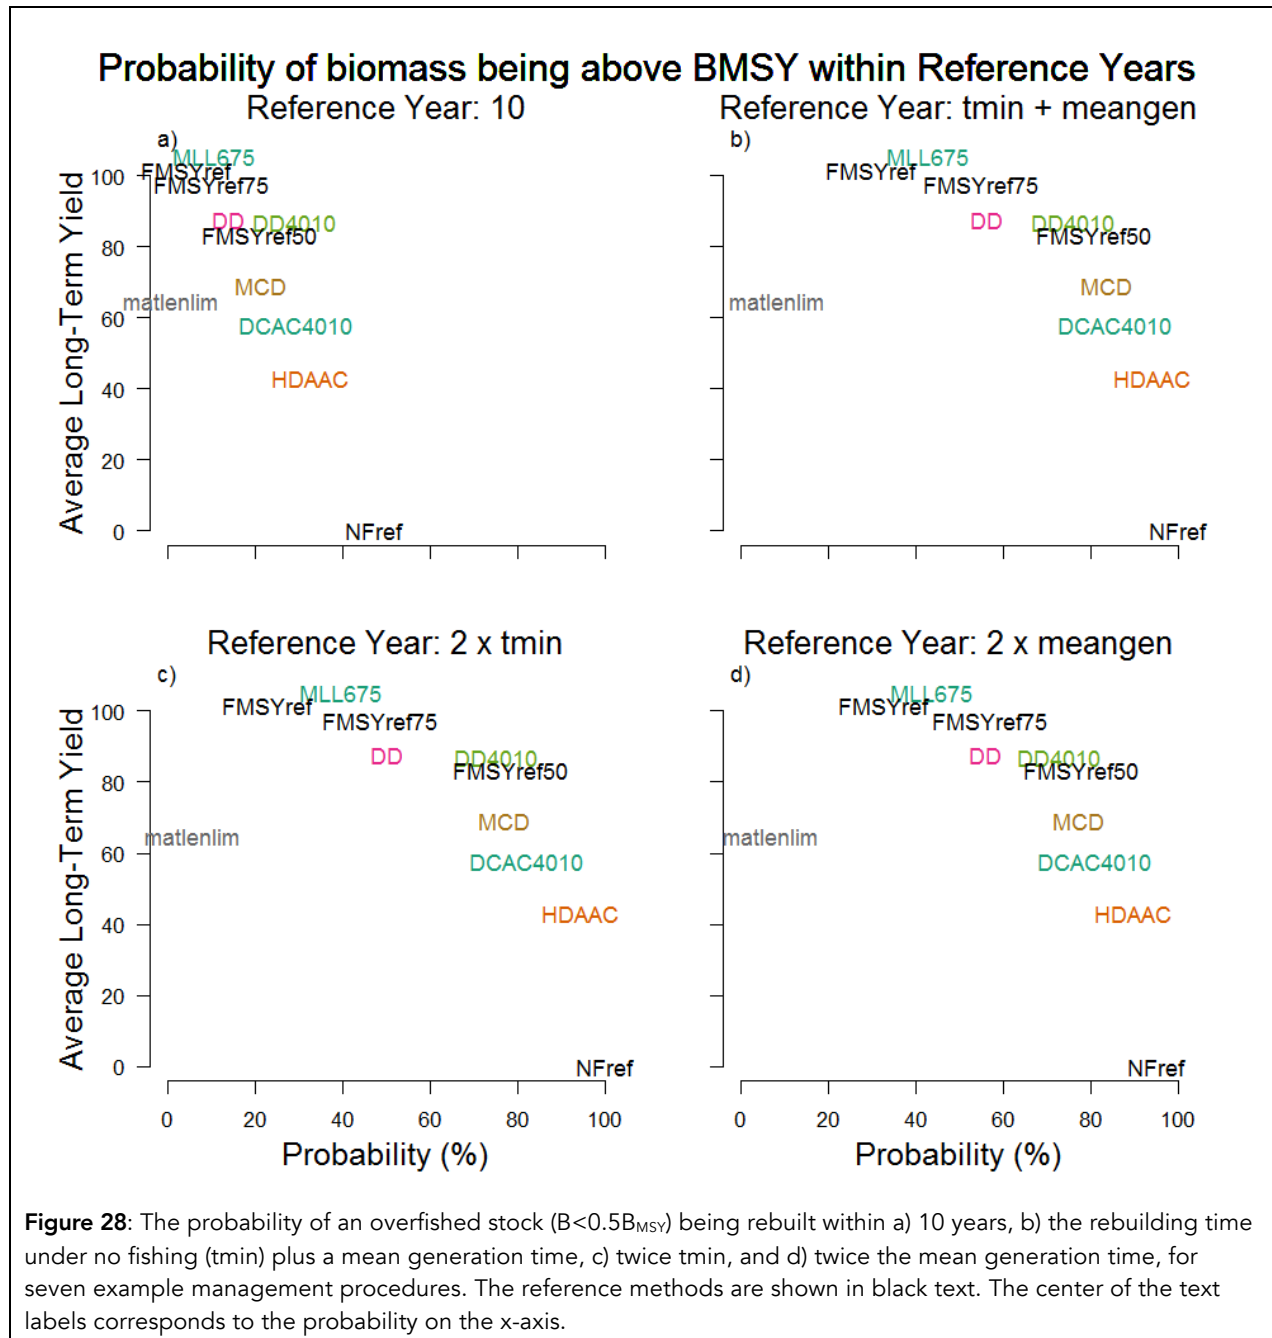 Probability of biomass being above BMSY within Reference Years
Reference Year: 10
a)
MLL675
FMSYref
FMSYref75
DD
DD4010
FMSYref50
MCD
matlenlim
DCAC4010
HDAAC
NFref
100
80
60
40
20
0
Average Long-Term Yield
Reference Year: tmin + meangen
b)
MLL675
FMSYref
FMSYref75
DD
DD4010
FMSYref50
MCD
matlenlim
DCAC4010
HDAAC
NFref
Reference Year: 2 x tmin
c)
MLL675
FMSYref
FMSYref75
DD
DD4010
FMSYref50
MCD
matlenlim
DCAC4010
HDAAC
NFref
100
80
60
40
20
0
Average Long-Term Yield
0 20 40 60 80 100
Probability (%)
Reference Year: 2 x meangen
d)
MLL675
FMSYref
FMSYref75
DD
DD4010
FMSYref50
MCD
matlenlim
DCAC4010
HDAAC
NFref
0 20 40 60 80 100
Probability (%)
Figure 28: The probability of an overfished stock (B<0.5BMSY) being rebuilt within a) 10 years, b) the rebuilding time
under no fishing (tmin) plus a mean generation time, c) twice tmin, and d) twice the mean generation time, for
seven example management procedures. The reference methods are shown in black text. The center of the text
labels corresponds to the probability on the x-axis.